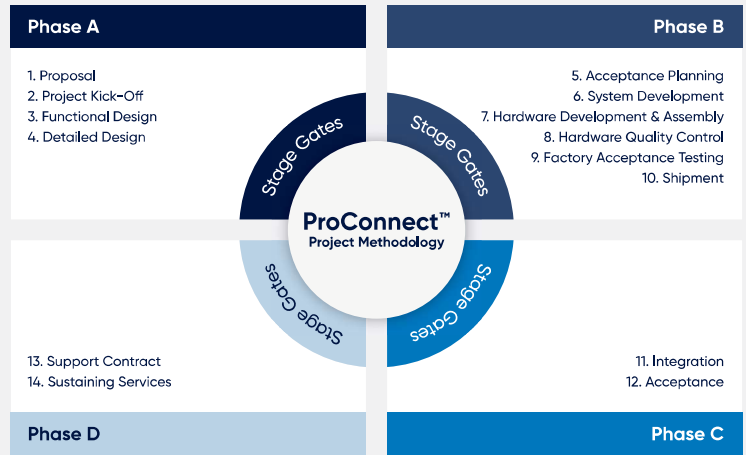 Phase A
1. Proposal
2. Project Kick-Off
3. Functional Design
4. Detailed Design
Stage Gates
Phase B
5. Acceptance Planning
6. System Development
7. Hardware Development & Assembly
8. Hardware Quality Control
9. Factory Acceptance Testing
10. Shipment
Stage Gates
ProConnect™
Project Methodology
Stage Gates
11. Integration
12. Acceptance
Phase C
Stage Gates
13. Support Contract
14. Sustaining Services
Phase D